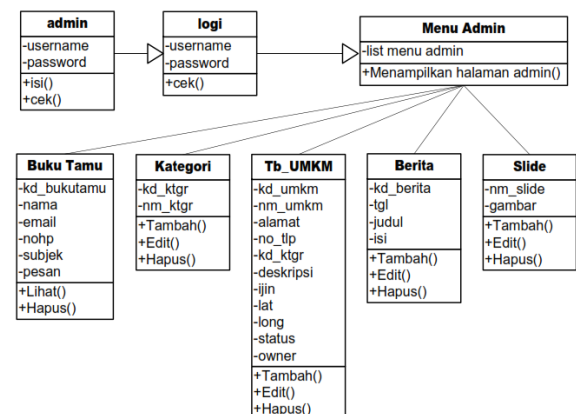 admin
-username
-password
+isi()
+cek()
logi
-username
-password
+cek()
Menu Admin
-list menu admin
+Menampilkan halaman admin()
Buku Tamu
-kd_bukutamu
-nama
-email
-nohp
-subjek
-pesan
+Lihat()
+Hapus()
Kategori
-kd_ktgr
-nm_ktgr
+Tambah()
+Edit()
+Hapus()
Tb_UMKM
-kd_umkm
-nm_umkm
-alamat
-no_tlp
-kd_ktgr
-deskripsi
-ijin
-lat
-long
-status
-owner
+Tambah()
+Edit()
+Hapus()
Berita
-kd_berita
-tgl
-judul
-isi
+Tambah()
+Edit()
+Hapus()
Slide
-nm_slide
-gambar
+Tambah()
+Edit()
+Hapus()